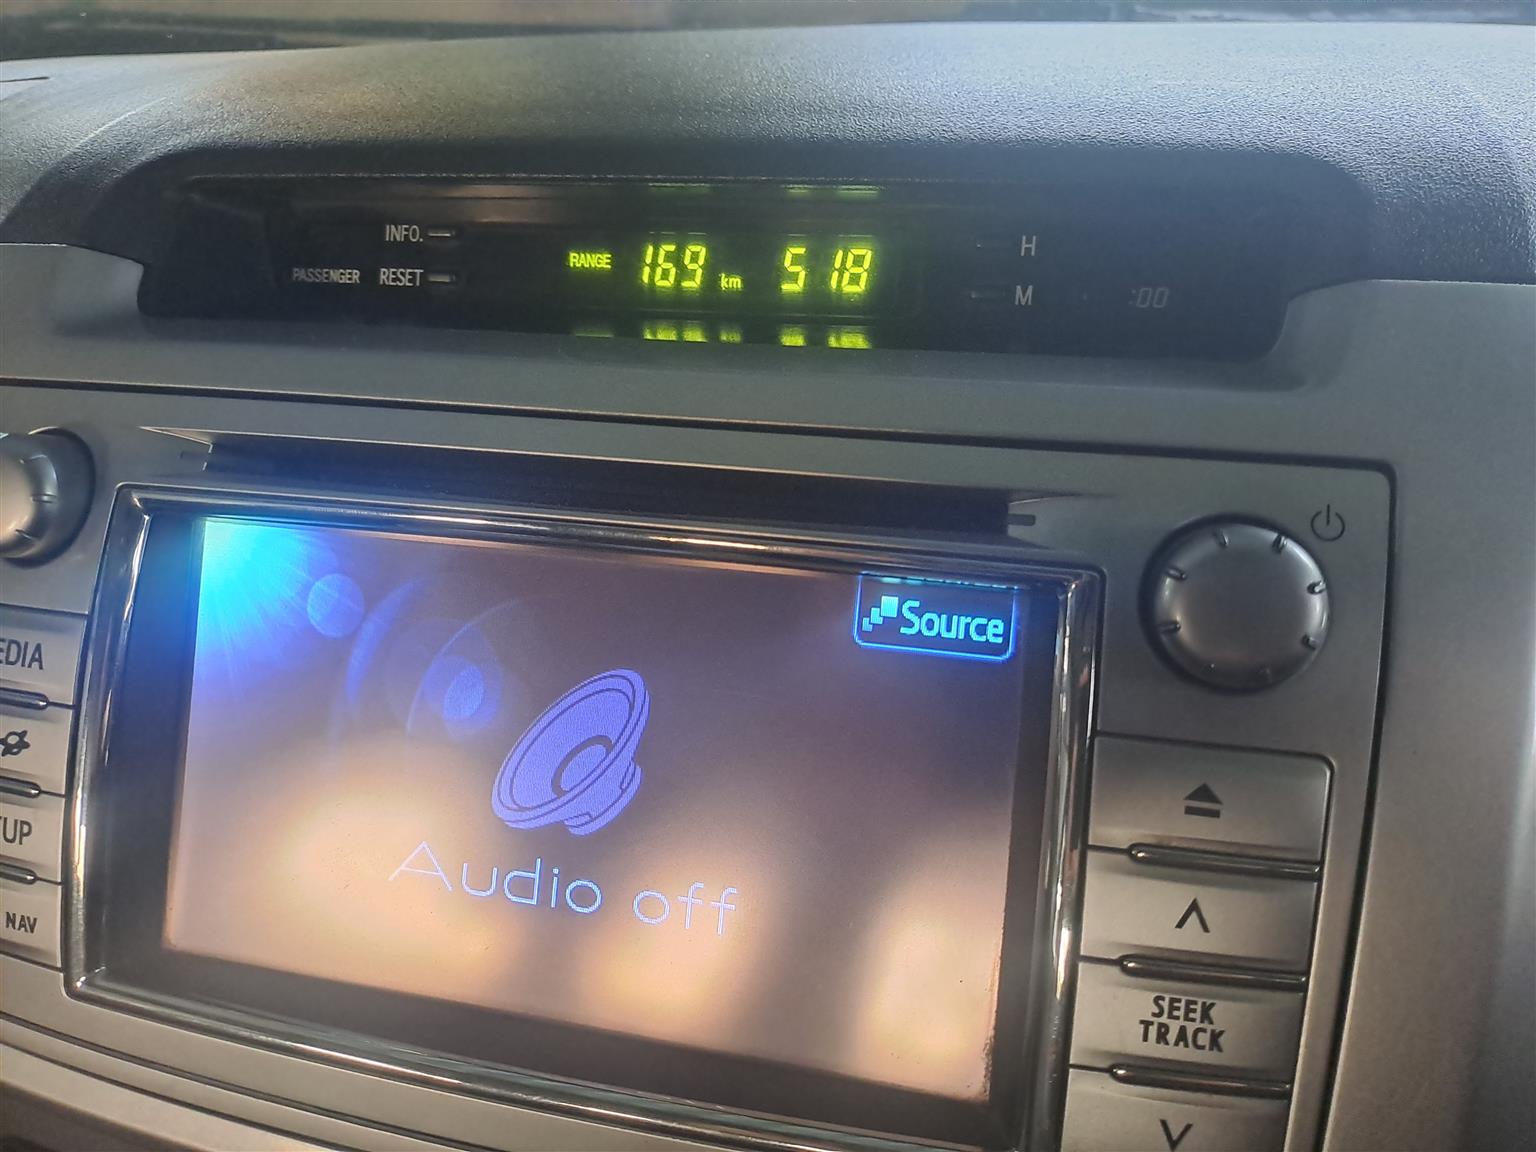 INFO.
PASSENGER RESET
RANGE 169 km 5 18
H
M :00
Source
Audio off
EDIA
UP
NAV
SEEK
TRACK